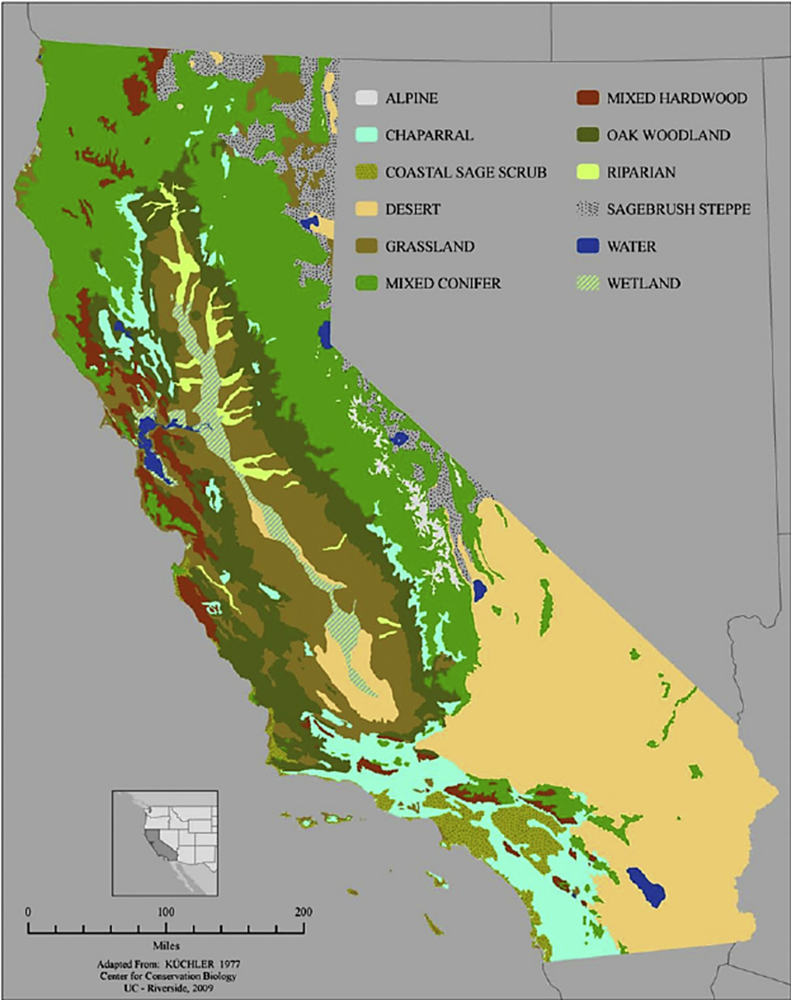 ALPINE
CHAPARRAL
COASTAL SAGE SCRUB
DESERT
GRASSLAND
MIXED CONIFER
MIXED HARDWOOD
OAK WOODLAND
RIPARIAN
SAGEBRUSH STEPPE
WATER
WETLAND
0 100 200
Miles
Adapted From: KÜCHLER 1977
Center for Conservation Biology
UC - Riverside, 2009